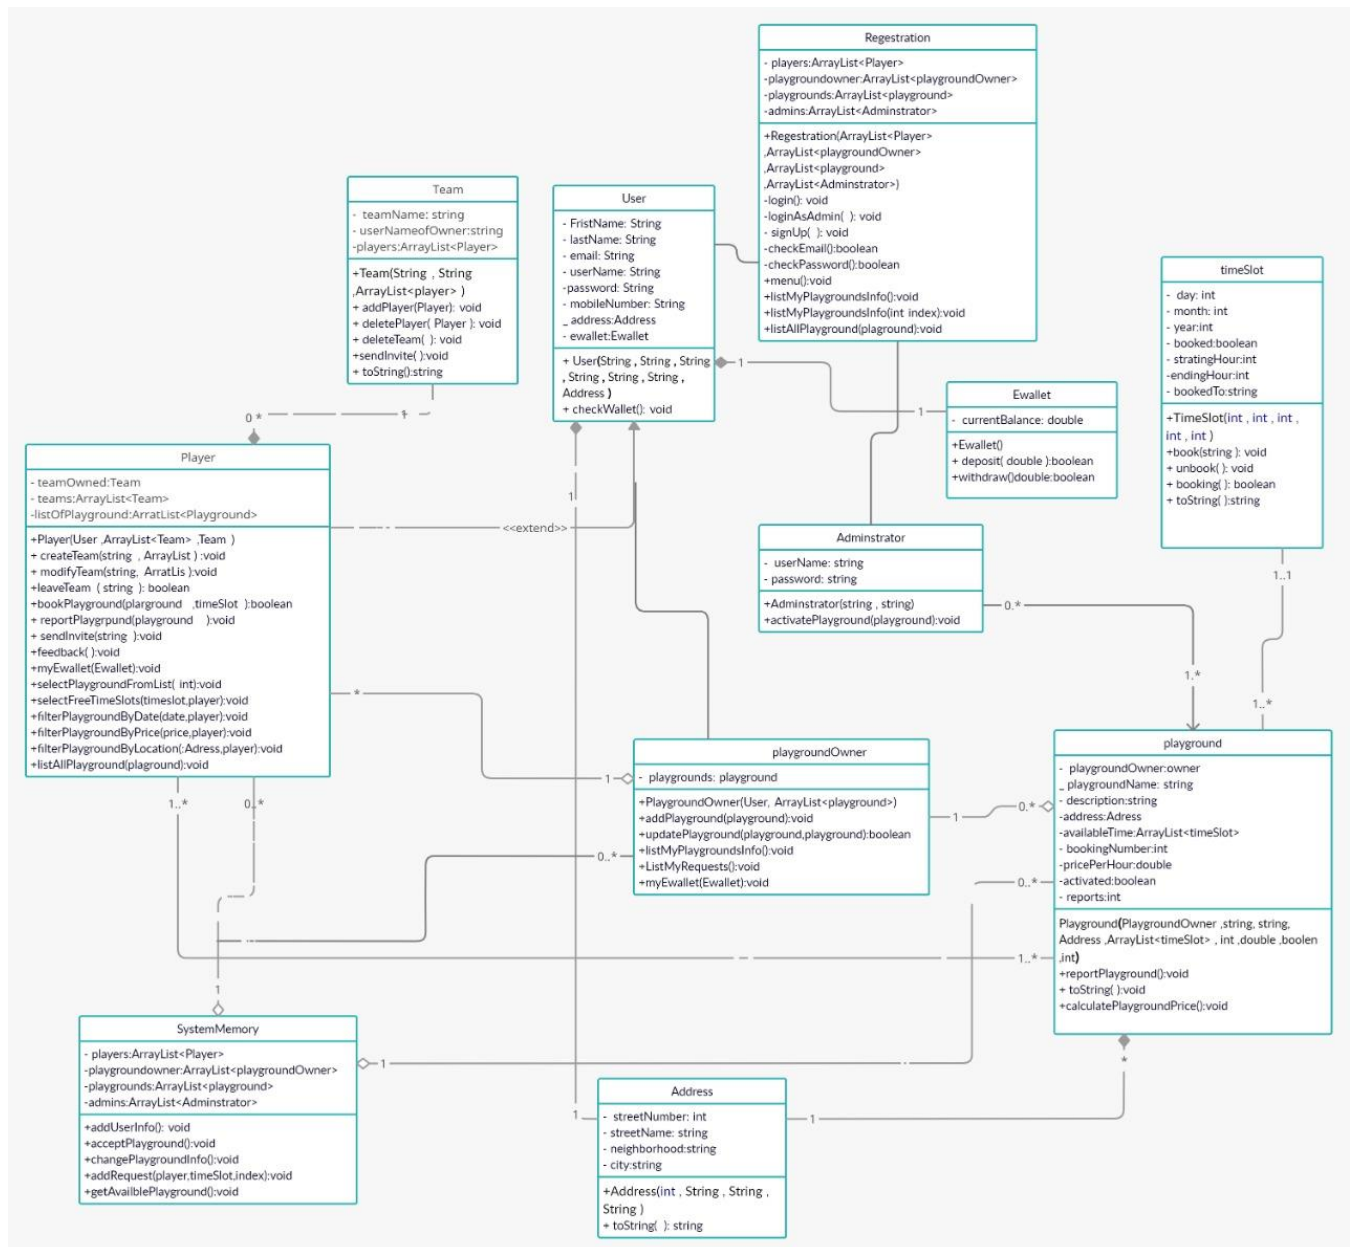 Regestration
- players:ArrayList<Player>
-playgroundowner:ArrayList<playgroundOwner>
-playgrounds:ArrayList<playground>
-admins:ArrayList<Adminstrator>
+Regestration(ArrayList<Player>
,ArrayList<playgroundOwner>
,ArrayList<playground>
,ArrayList<Adminstrator>)
-login(): void
-loginAsAdmin( ): void
- signUp( ): void
-checkEmail():boolean
-checkPassword():boolean
+menu():void
+listMyPlaygroundsInfo():void
+listMyPlaygroundsInfo(int index):void
+listAllPlayground(plaground):void
Team
- teamName: string
- userNameofOwner:string
-players:ArrayList<Player>
+Team(String , String
,ArrayList<player> )
+ addPlayer(Player): void
+ deletePlayer( Player ): void
+ deleteTeam( ): void
+sendInvite( ):void
+ toString():string
User
- FristName: String
- lastName: String
- email: String
- userName: String
-password: String
- mobileNumber: String
_ address:Address
- ewallet:Ewallet
+ User(String , String , String
, String , String , String ,
Address )
+ checkWallet(): void
timeSlot
- day: int
- month: int
- year:int
- booked:boolean
- stratingHour:int
-endingHour:int
- bookedTo:string
+TimeSlot(int , int , int ,
int , int )
+book(string ): void
+ unbook( ): void
+ booking( ): boolean
+ toString( ):string
Ewallet
- currentBalance: double
+Ewallet()
+ deposit( double ):boolean
+withdraw()double:boolean
1
1
0 *
1
1
1
Player
- teamOwned:Team
- teams:ArrayList<Team>
-listOfPlayground:ArratList<Playground>
+Player(User ,ArrayList<Team> ,Team )
+ createTeam(string , ArrayList ) :void
+ modifyTeam(string, ArratLis ):void
+leaveTeam ( string ): boolean
+bookPlayground(plarground ,timeSlot ):boolean
+ reportPlaygrpund(playground ):void
+ sendInvite(string ):void
+feedback( ):void
+myEwallet(Ewallet):void
+selectPlaygroundFromList( int):void
+selectFreeTimeSlots(timeslot,player):void
+filterPlaygroundByDate(date,player):void
+filterPlaygroundByPrice(price,player):void
+filterPlaygroundByLocation(:Adress,player):void
+listAllPlayground(plaground):void
<<extend>>
Adminstrator
- userName: string
- password: string
+Adminstrator(string , string)
+activatePlayground(playground):void
0.*
1.*
1..1
1..*
*
1
playgroundOwner
- playgrounds: playground
+PlaygroundOwner(User, ArrayList<playground>)
+addPlayground(playground):void
+updatePlayground(playground,playground):boolean
+listMyPlaygroundsInfo():void
+ListMyRequests():void
+myEwallet(Ewallet):void
1
0.*
playground
- playgroundOwner:owner
_ playgroundName: string
- description:string
-address:Adress
-availableTime:ArrayList<timeSlot>
- bookingNumber:int
-pricePerHour:double
-activated:boolean
- reports:int
Playground(PlaygroundOwner ,string, string,
Address ,ArrayList<timeSlot> , int ,double ,boolen
,int)
+reportPlayground():void
+ toString( ):void
+calculatePlaygroundPrice():void
1..*
0..*
0..*
0..*
1..*
1
SystemMemory
- players:ArrayList<Player>
-playgroundowner:ArrayList<playgroundOwner>
-playgrounds:ArrayList<playground>
-admins:ArrayList<Adminstrator>
+addUserInfo(): void
+acceptPlayground():void
+changePlaygroundInfo():void
+addRequest(player,timeSlot,index):void
+getAvailblePlayground():void
1
*
1
1
Address
- streetNumber: int
- streetName: string
- neighborhood:string
- city:string
+Address(int , String , String ,
String )
+ toString( ): string